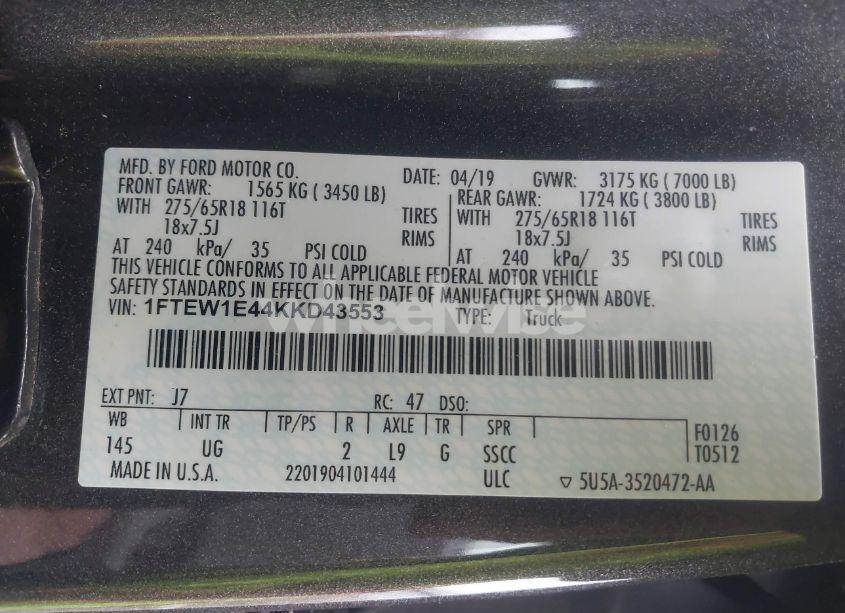 MFD. BY FORD MOTOR CO. DATE: 04/19 GVWR: 3175 KG ( 7000 LB)
FRONT GAWR: 1565 KG ( 3450 LB) REAR GAWR: 1724 KG ( 3800 LB)
WITH 275/65R18 116T TIRES WITH 275/65R18 116T TIRES
18x7.5J RIMS 18x7.5J RIMS
AT 240 kPa/ 35 PSI COLD AT 240 kPa/ 35 PSI COLD
THIS VEHICLE CONFORMS TO ALL APPLICABLE FEDERAL MOTOR VEHICLE
SAFETY STANDARDS IN EFFECT ON THE DATE OF MANUFACTURE SHOWN ABOVE.
VIN: 1FTEW1E44KKD43553 TYPE: Truck
wheelwise
EXT PNT: J7 RC: 47 DSO:
WB INT TR TP/PS R AXLE TR SPR F0126
145 UG 2 L9 G SSCC T0512
MADE IN U.S.A. 2201904101444 ULC ▽ 5U5A-3520472-AA